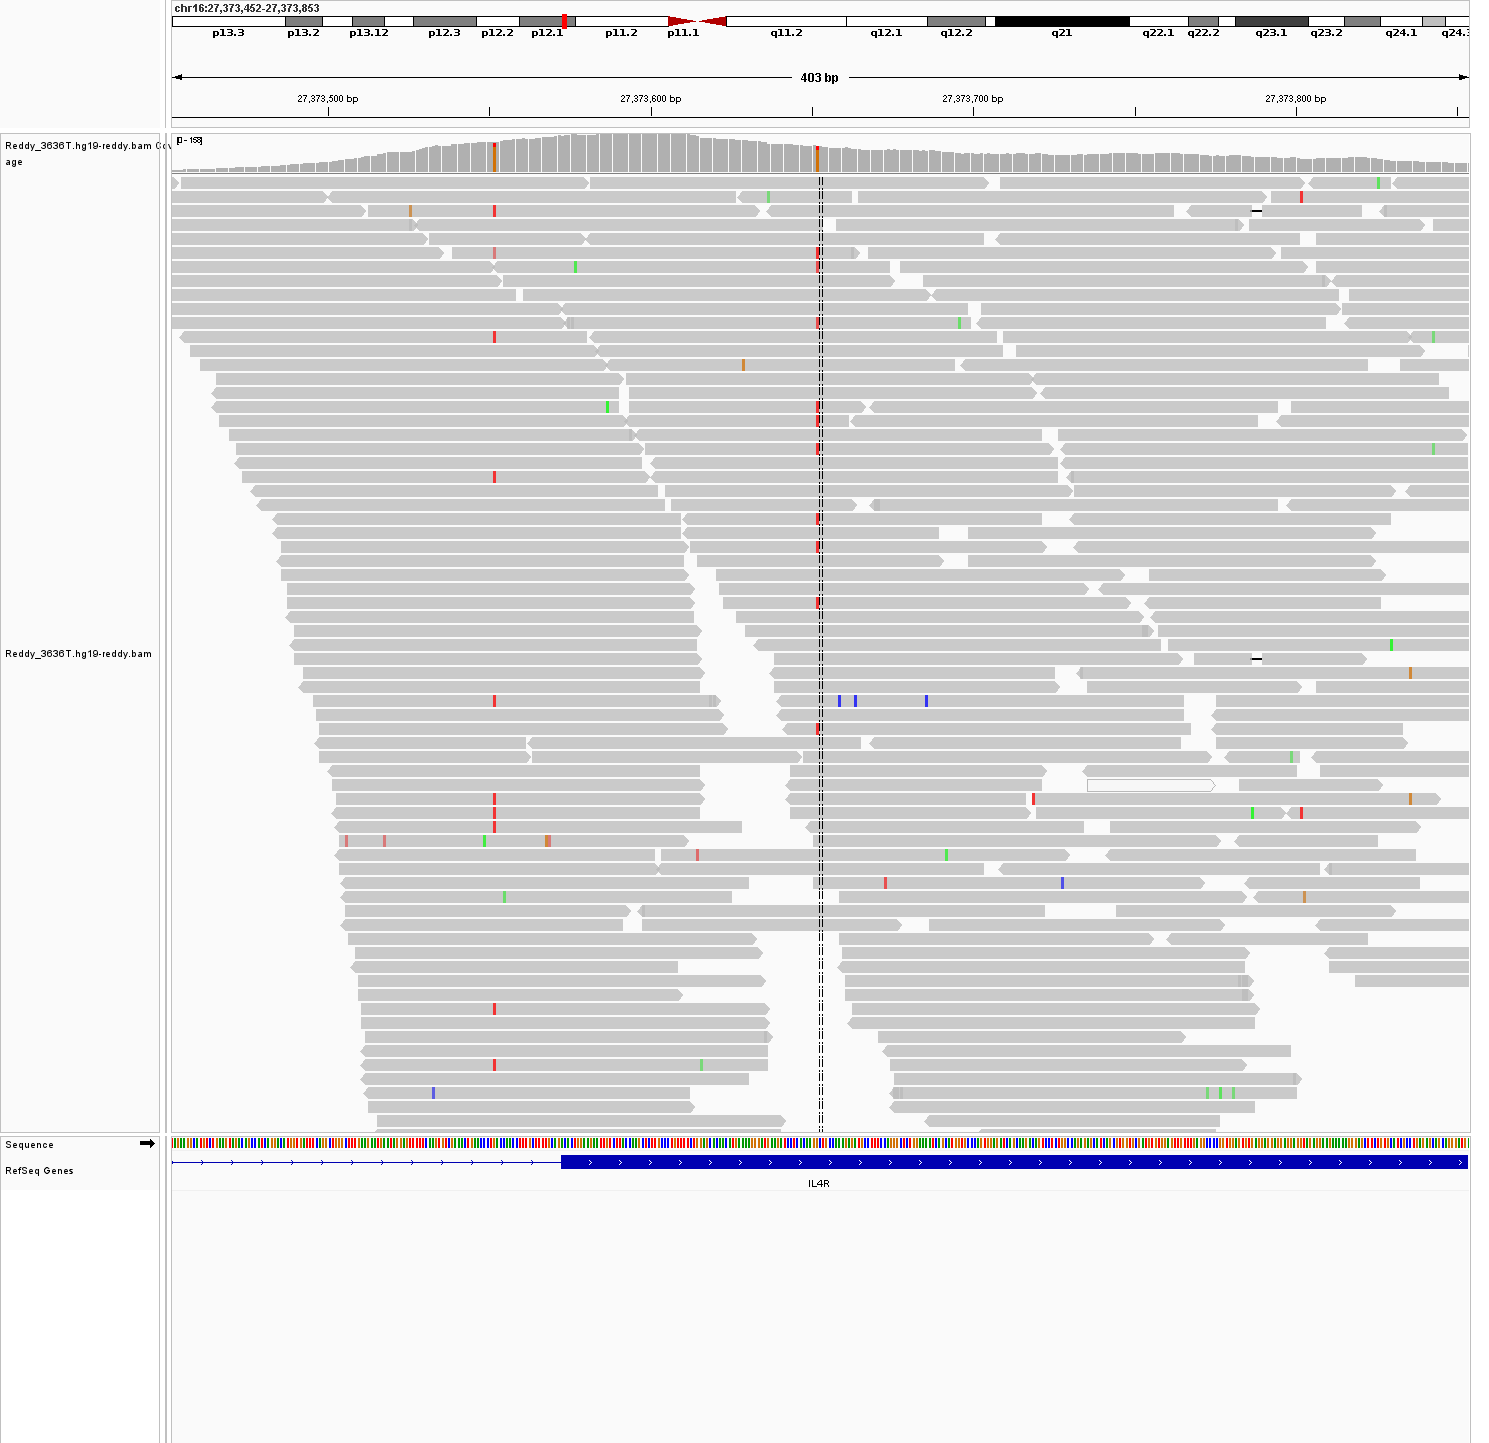 chr16:27,373,452-27,373,853
p13.3 p13.2 p13.12 p12.3 p12.2 p12.1 p11.2 p11.1 q11.2 q12.1 q12.2 q21 q22.1 q22.2 q23.1 q23.2 q24.1 q24.3
403 bp
27,373,500 bp 27,373,600 bp 27,373,700 bp 27,373,800 bp
[0 - 158]
Reddy_3636T.hg19-reddy.bam Cov
age
Reddy_3636T.hg19-reddy.bam
Sequence
RefSeq Genes
IL4R